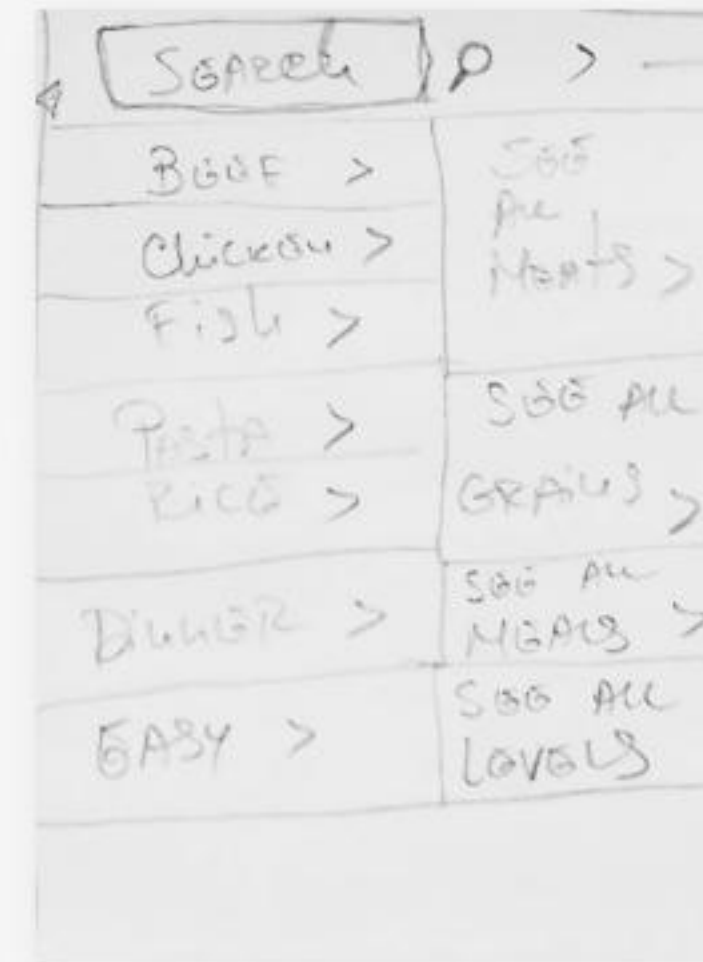 SEARCH >
BEEF >
Chicken >
Fish >
PASTA >
RICE >
DINNER >
EASY >
SEE
ALL
MEATS >
SEE ALL
GRAINS >
SEE ALL
MEALS >
SEE ALL
LEVELS